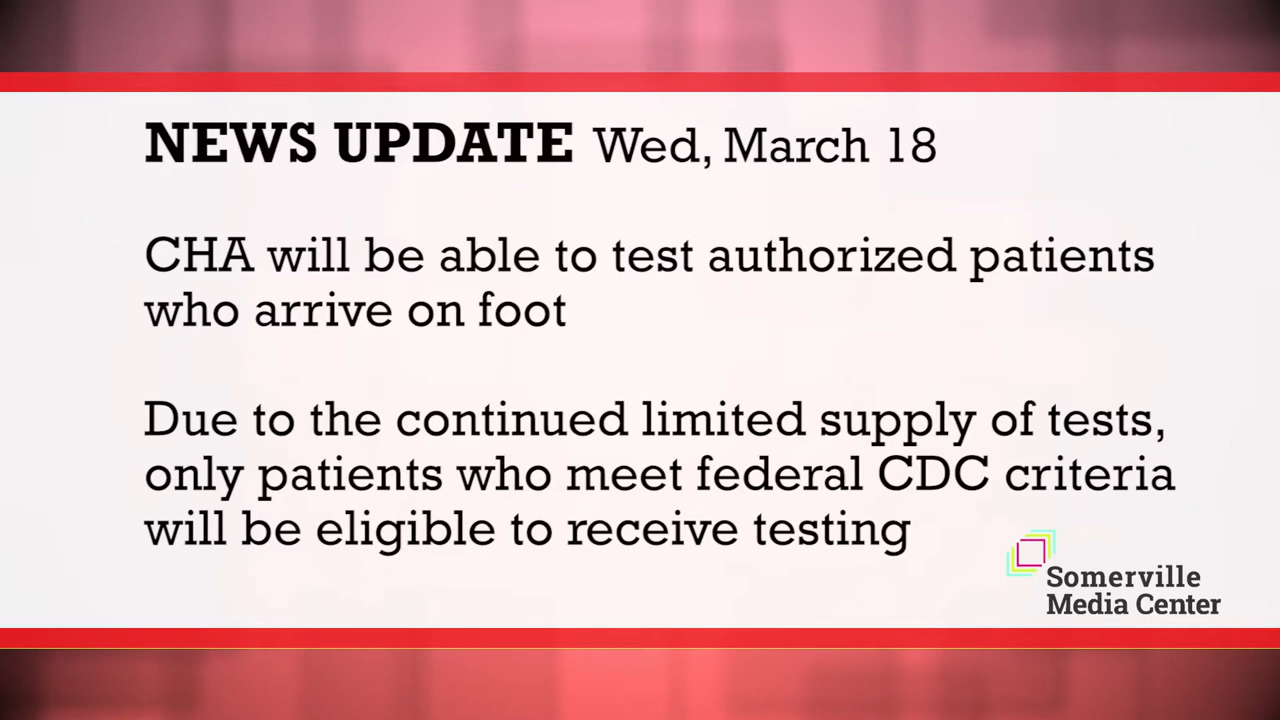 NEWS UPDATE Wed, March 18
CHA will be able to test authorized patients
who arrive on foot
Due to the continued limited supply of tests,
only patients who meet federal CDC criteria
will be eligible to receive testing
Somerville
Media Center